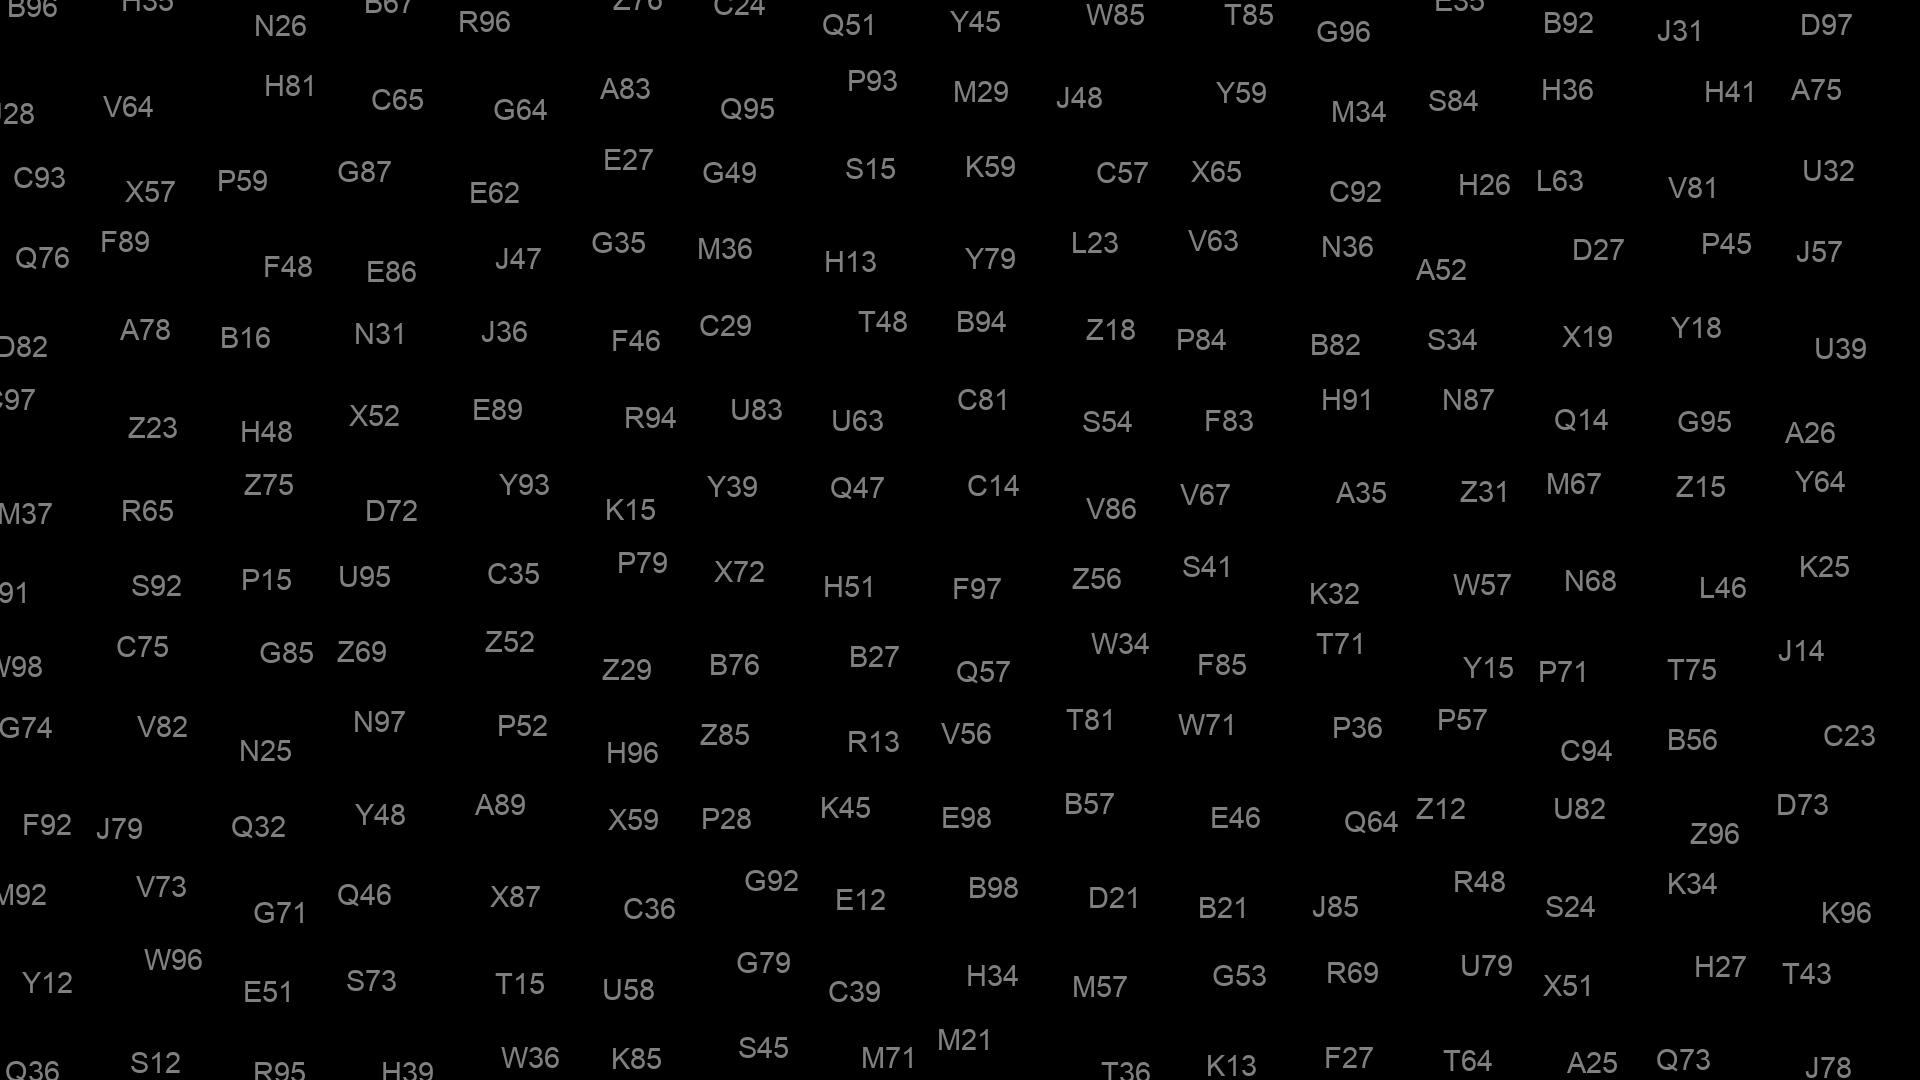 B96 H35 N26 B67 R96 Z76 C24 Q51 Y45 W85 T85 G96 E35 B92 J31 D97
V64 H81 C65 G64 A83 Q95 P93 M29 J48 Y59 M34 S84 H36 H41 A75
C93 X57 P59 G87 E62 E27 G49 S15 K59 C57 X65 C92 H26 L63 V81 U32
Q76 F89 F48 E86 J47 G35 M36 H13 Y79 L23 V63 N36 A52 D27 P45 J57
D82 A78 B16 N31 J36 F46 C29 T48 B94 Z18 P84 B82 S34 X19 Y18 U39
Z23 H48 X52 E89 R94 U83 U63 C81 S54 F83 H91 N87 Q14 G95 A26
M37 R65 Z75 D72 Y93 K15 Y39 Q47 C14 V86 V67 A35 Z31 M67 Z15 Y64
91 S92 P15 U95 C35 P79 X72 H51 F97 Z56 S41 K32 W57 N68 L46 K25
W98 C75 G85 Z69 Z52 Z29 B76 B27 Q57 W34 F85 T71 Y15 P71 T75 J14
G74 V82 N25 N97 P52 H96 Z85 R13 V56 T81 W71 P36 P57 C94 B56 C23
F92 J79 Q32 Y48 A89 X59 P28 K45 E98 B57 E46 Q64 Z12 U82 Z96 D73
M92 V73 G71 Q46 X87 C36 G92 E12 B98 D21 B21 J85 R48 S24 K34 K96
Y12 W96 E51 S73 T15 U58 G79 C39 H34 M57 G53 R69 U79 X51 H27 T43
Q36 S12 R95 H39 W36 K85 S45 M71 M21 T36 K13 F27 T64 A25 Q73 J78